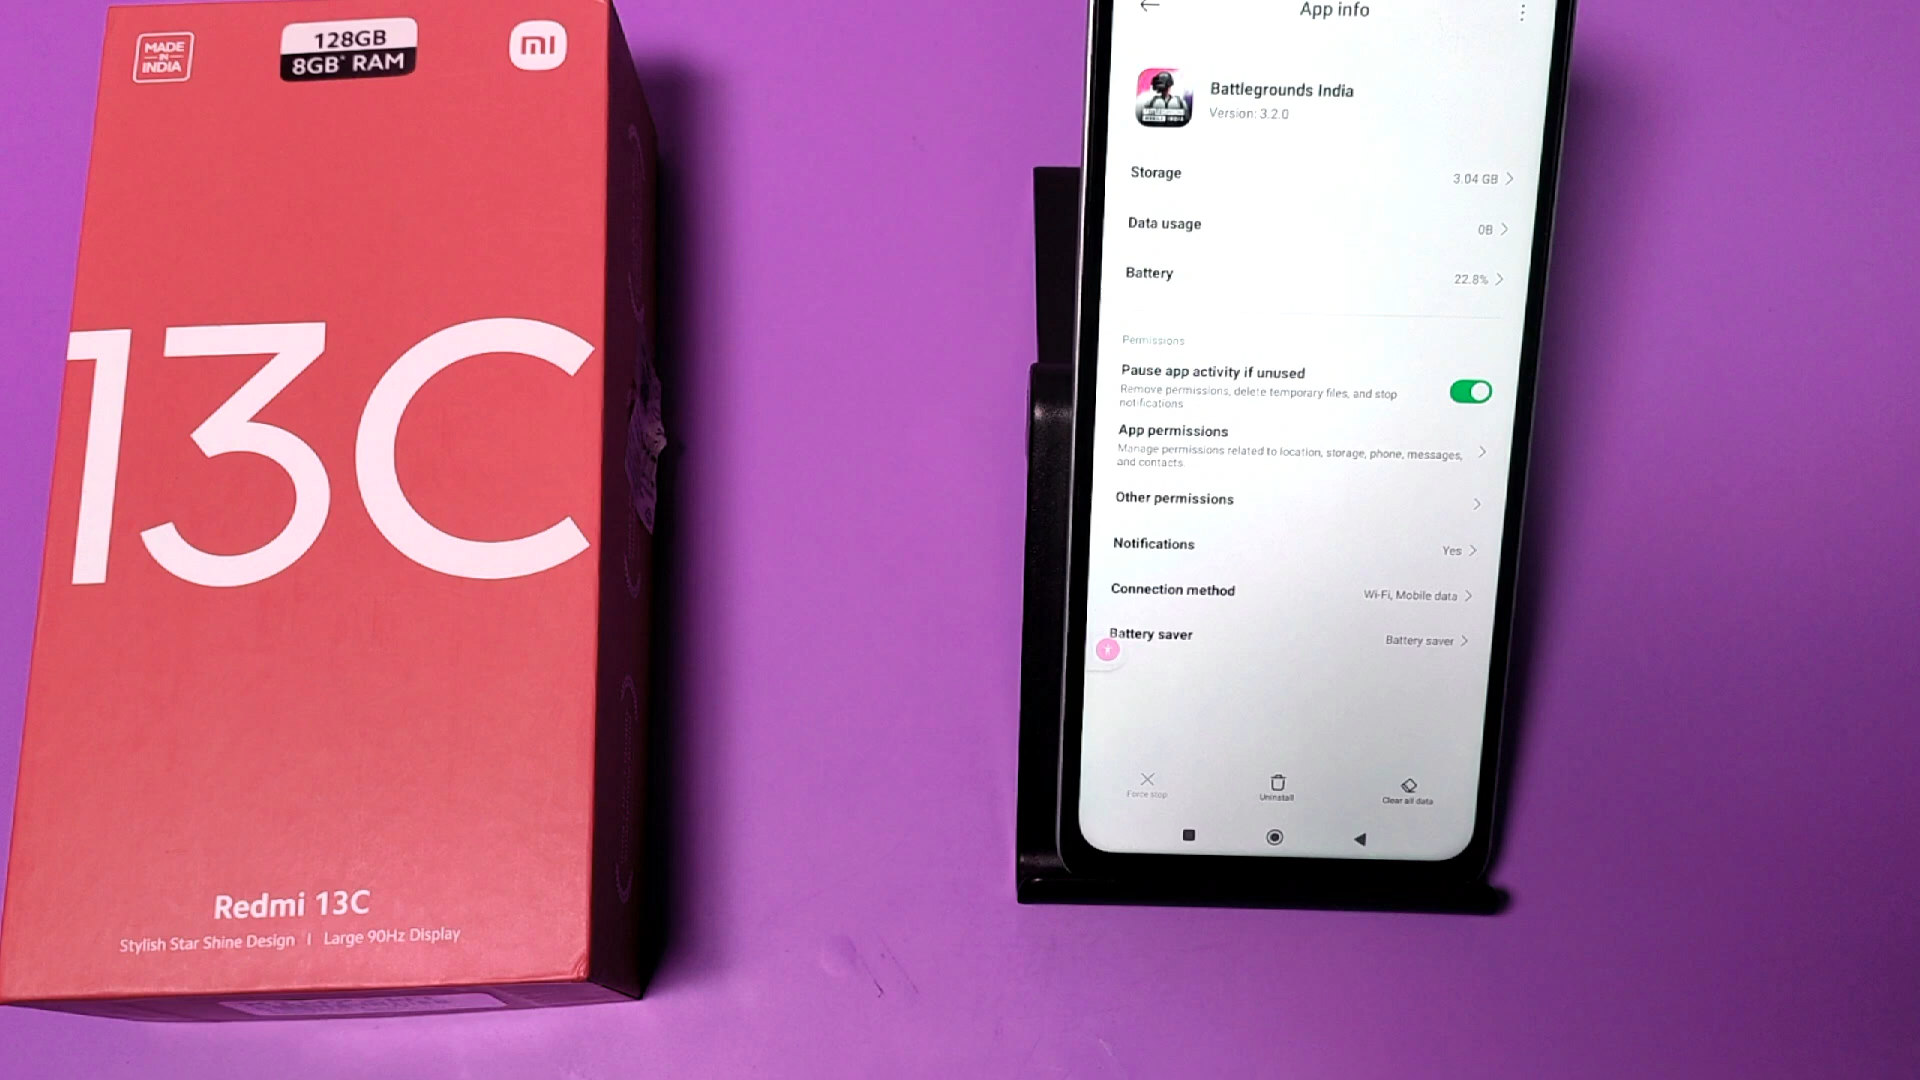 MADE
IN
INDIA
128GB
8GB* RAM
mi
13C
Redmi 13C
Stylish Star Shine Design | Large 90Hz Display
App info
Battlegrounds India
Version: 3.2.0
Storage 3.04 GB
Data usage 0B
Battery 22.8%
Permissions
Pause app activity if unused
Remove permissions, delete temporary files, and stop
notifications
App permissions
Manage permissions related to location, storage, phone, messages,
and contacts.
Other permissions
Notifications Yes
Connection method Wi-Fi, Mobile data
Battery saver Battery saver
Force stop Uninstall Clear all data